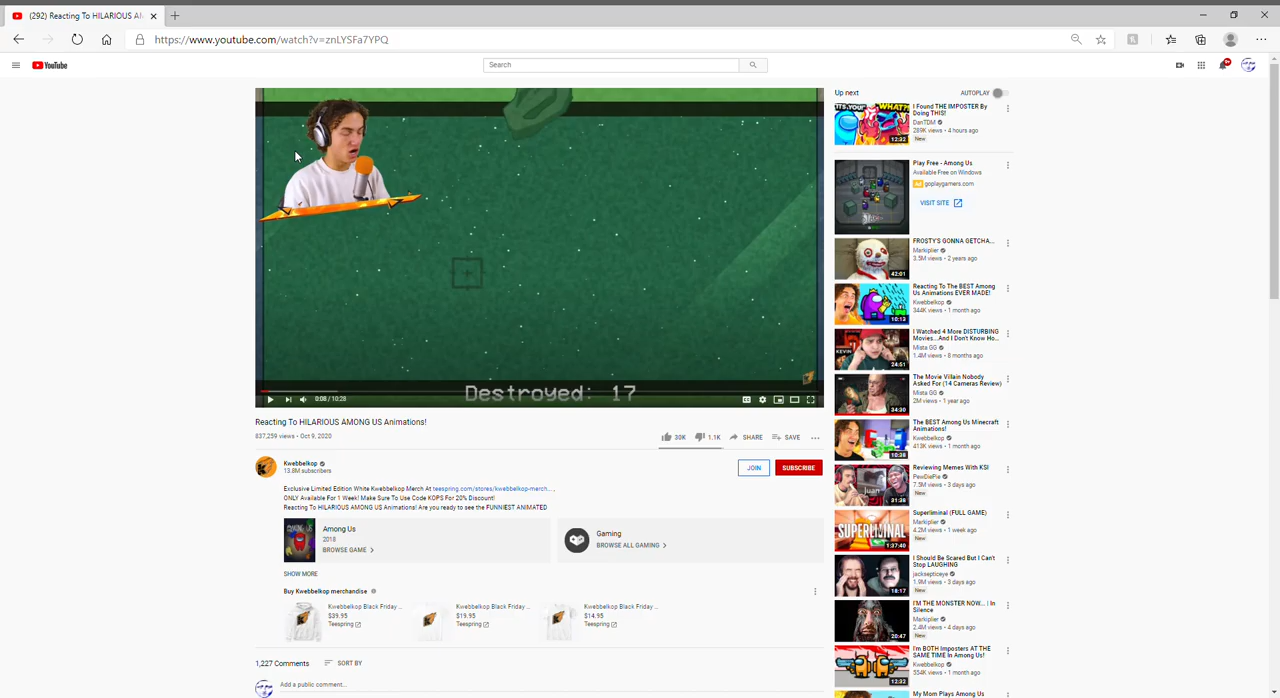 (292) Reacting To HILARIOUS AM
https://www.youtube.com/watch?v=znLYSFa7YPQ
YouTube
Search
9+
Destroyed: 17
0:08 / 10:28
Reacting To HILARIOUS AMONG US Animations!
837,259 views • Oct 9, 2020
30K
1.1K
SHARE
SAVE
Kwebbelkop
13.8M subscribers
JOIN
SUBSCRIBE
Exclusive Limited Edition White Kwebbelkop Merch At teespring.com/stores/kwebbelkop-merch... ,
ONLY Available For 1 Week! Make Sure To Use Code KOPS For 20% Discount!
Reacting To HILARIOUS AMONG US Animations! Are you ready to see the FUNNIEST ANIMATED
Among Us
2018
BROWSE GAME
Gaming
BROWSE ALL GAMING
SHOW MORE
Buy Kwebbelkop merchandise
Kwebbelkop Black Friday ...
$39.95
Teespring
Kwebbelkop Black Friday ...
$19.95
Teespring
Kwebbelkop Black Friday ...
$14.95
Teespring
1,227 Comments
SORT BY
Add a public comment...
Up next
AUTOPLAY
12:32
I Found THE IMPOSTER By
Doing THIS!
DanTDM
289K views • 4 hours ago
New
Play Free - Among Us
Available Free on Windows
Ad goplaygamers.com
VISIT SITE
42:01
FROSTY'S GONNA GETCHA...
Markiplier
3.5M views • 2 years ago
10:13
Reacting To The BEST Among
Us Animations EVER MADE!
Kwebbelkop
344K views • 1 month ago
KEVIN
24:51
I Watched 4 More DISTURBING
Movies...And I Don't Know Ho...
Mista GG
1.4M views • 8 months ago
34:30
The Movie Villain Nobody
Asked For (14 Cameras Review)
Mista GG
2M views • 1 year ago
10:38
The BEST Among Us Minecraft
Animations!
Kwebbelkop
413K views • 1 month ago
Juan
31:38
Reviewing Memes With KSI
PewDiePie
7.5M views • 3 days ago
New
SUPERLIMINAL
1:37:40
Superliminal (FULL GAME)
Markiplier
4.2M views • 1 week ago
New
18:17
I Should Be Scared But I Can't
Stop LAUGHING
jacksepticeye
1.9M views • 3 days ago
New
20:47
I'M THE MONSTER NOW... | In
Silence
Markiplier
2.4M views • 4 days ago
New
12:32
I'm BOTH Imposters AT THE
SAME TIME In Among Us!
Kwebbelkop
554K views • 1 month ago
My Mom Plays Among Us